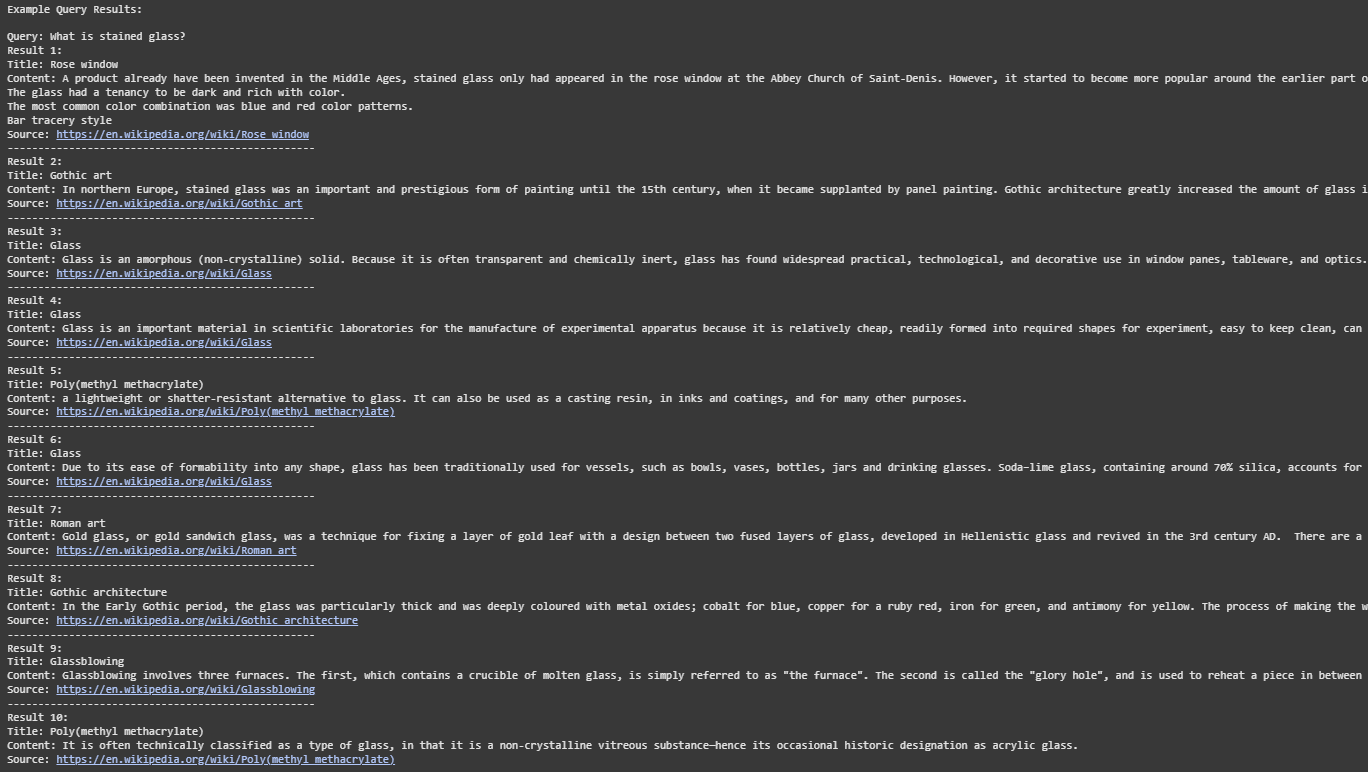 Example Query Results:
Query: What is stained glass?
Result 1:
Title: Rose window
Content: A product already have been invented in the Middle Ages, stained glass only had appeared in the rose window at the Abbey Church of Saint-Denis. However, it started to become more popular around the earlier part o
The glass had a tenancy to be dark and rich with color.
The most common color combination was blue and red color patterns.
Bar tracery style
Source: https://en.wikipedia.org/wiki/Rose window
--------------------------------------------------
Result 2:
Title: Gothic art
Content: In northern Europe, stained glass was an important and prestigious form of painting until the 15th century, when it became supplanted by panel painting. Gothic architecture greatly increased the amount of glass i
Source: https://en.wikipedia.org/wiki/Gothic art
--------------------------------------------------
Result 3:
Title: Glass
Content: Glass is an amorphous (non-crystalline) solid. Because it is often transparent and chemically inert, glass has found widespread practical, technological, and decorative use in window panes, tableware, and optics.
Source: https://en.wikipedia.org/wiki/Glass
--------------------------------------------------
Result 4:
Title: Glass
Content: Glass is an important material in scientific laboratories for the manufacture of experimental apparatus because it is relatively cheap, readily formed into required shapes for experiment, easy to keep clean, can
Source: https://en.wikipedia.org/wiki/Glass
--------------------------------------------------
Result 5:
Title: Poly(methyl methacrylate)
Content: a lightweight or shatter-resistant alternative to glass. It can also be used as a casting resin, in inks and coatings, and for many other purposes.
Source: https://en.wikipedia.org/wiki/Poly(methyl methacrylate)
--------------------------------------------------
Result 6:
Title: Glass
Content: Due to its ease of formability into any shape, glass has been traditionally used for vessels, such as bowls, vases, bottles, jars and drinking glasses. Soda–lime glass, containing around 70% silica, accounts for
Source: https://en.wikipedia.org/wiki/Glass
--------------------------------------------------
Result 7:
Title: Roman art
Content: Gold glass, or gold sandwich glass, was a technique for fixing a layer of gold leaf with a design between two fused layers of glass, developed in Hellenistic glass and revived in the 3rd century AD.  There are a
Source: https://en.wikipedia.org/wiki/Roman art
--------------------------------------------------
Result 8:
Title: Gothic architecture
Content: In the Early Gothic period, the glass was particularly thick and was deeply coloured with metal oxides; cobalt for blue, copper for a ruby red, iron for green, and antimony for yellow. The process of making the w
Source: https://en.wikipedia.org/wiki/Gothic architecture
--------------------------------------------------
Result 9:
Title: Glassblowing
Content: Glassblowing involves three furnaces. The first, which contains a crucible of molten glass, is simply referred to as "the furnace". The second is called the "glory hole", and is used to reheat a piece in between
Source: https://en.wikipedia.org/wiki/Glassblowing
--------------------------------------------------
Result 10:
Title: Poly(methyl methacrylate)
Content: It is often technically classified as a type of glass, in that it is a non-crystalline vitreous substance—hence its occasional historic designation as acrylic glass.
Source: https://en.wikipedia.org/wiki/Poly(methyl methacrylate)